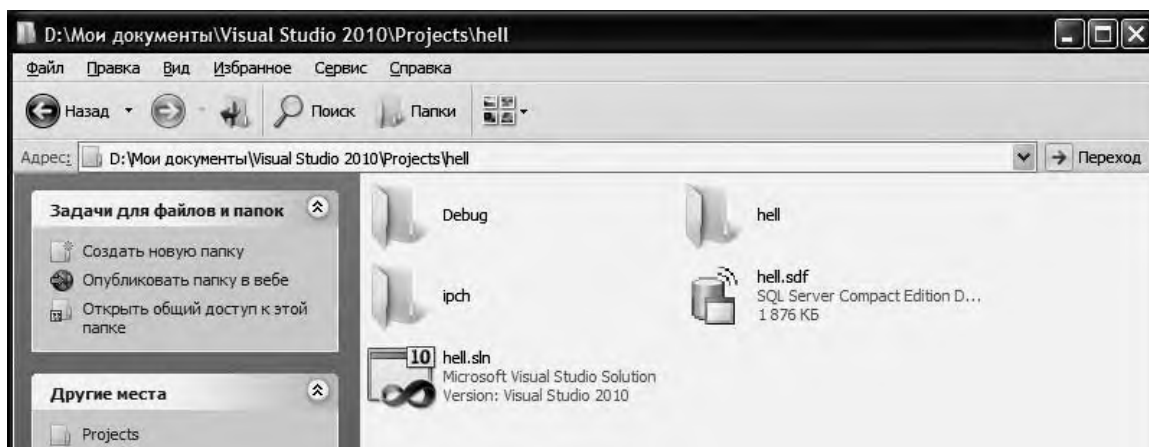 D:\Мои документы\Visual Studio 2010\Projects\hell
Файл Правка Вид Избранное Сервис Справка
Назад Поиск Папки
Адрес: D:\Мои документы\Visual Studio 2010\Projects\hell Переход
Задачи для файлов и папок
Создать новую папку
Опубликовать папку в вебе
Открыть общий доступ к этой
папке
Другие места
Projects
Debug
hell
ipch
hell.sdf
SQL Server Compact Edition D...
1 876 КБ
10
hell.sln
Microsoft Visual Studio Solution
Version: Visual Studio 2010